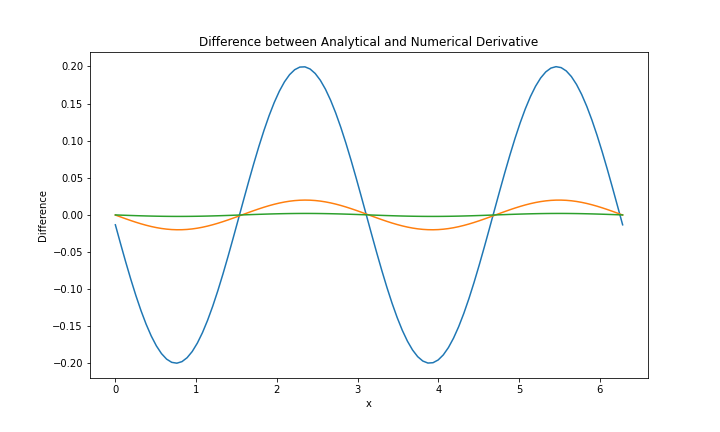 Difference between Analytical and Numerical Derivative
0.20
0.15
0.10
0.05
0.00
−0.05
−0.10
−0.15
−0.20
Difference
0 1 2 3 4 5 6
x